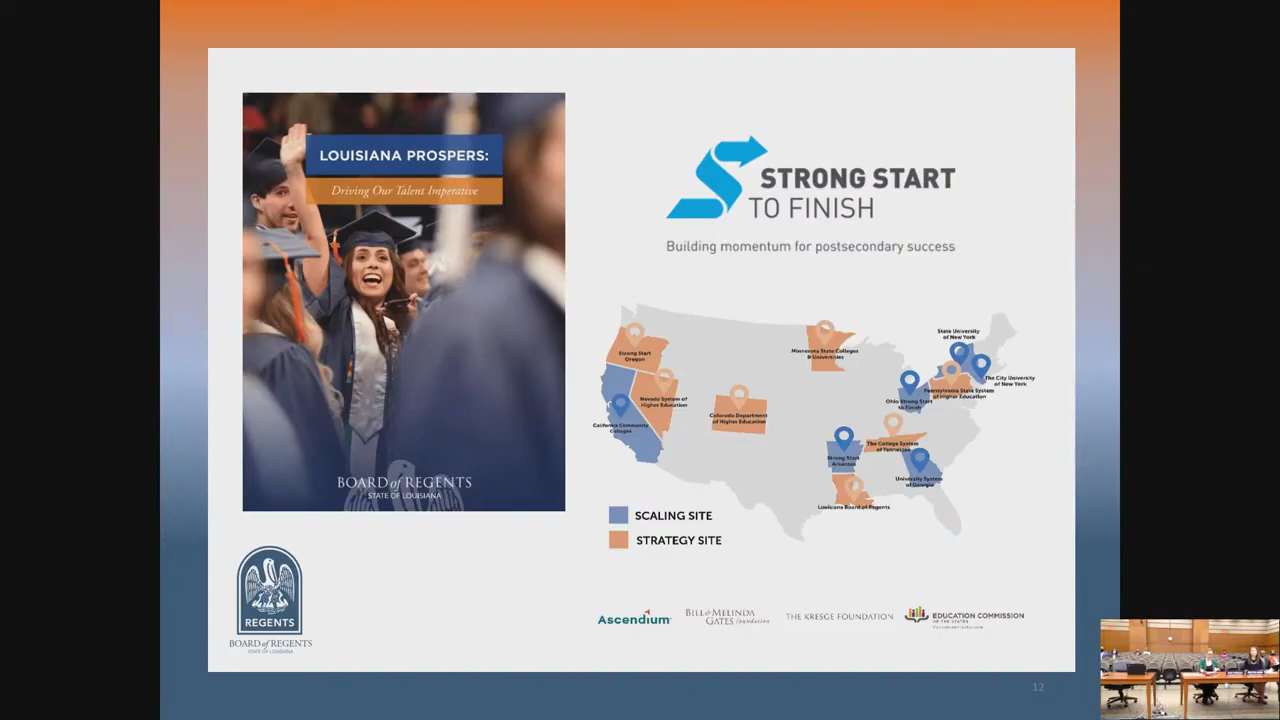 LOUISIANA PROSPERS:
Driving Our Talent Imperative
BOARD of REGENTS
STATE OF LOUISIANA
STRONG START
TO FINISH
Building momentum for postsecondary success
Strong Start
Oregon
Nevada System of
Higher Education
California Community
Colleges
Colorado Department
of Higher Education
Minnesota State Colleges
& Universities
State University
of New York
The City University
of New York
Pennsylvania State System
of Higher Education
Ohio Strong Start
to Finish
The College System
of Tennessee
Strong Start
Arkansas
University System
of Georgia
Louisiana Board of Regents
SCALING SITE
STRATEGY SITE
REGENTS
BOARD of REGENTS
STATE OF LOUISIANA
Ascendium
BILL & MELINDA
GATES foundation
THE KRESGE FOUNDATION
EDUCATION COMMISSION
OF THE STATES
12